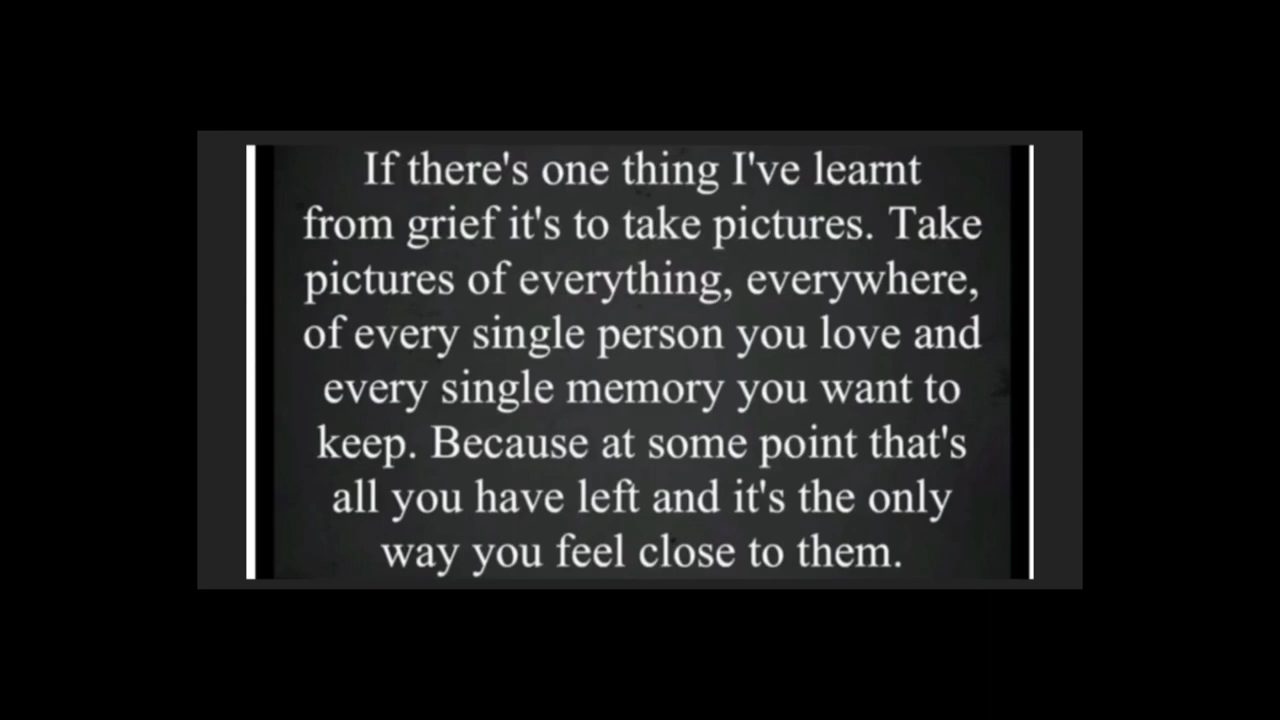 If there's one thing I've learnt
from grief it's to take pictures. Take
pictures of everything, everywhere,
of every single person you love and
every single memory you want to
keep. Because at some point that's
all you have left and it's the only
way you feel close to them.